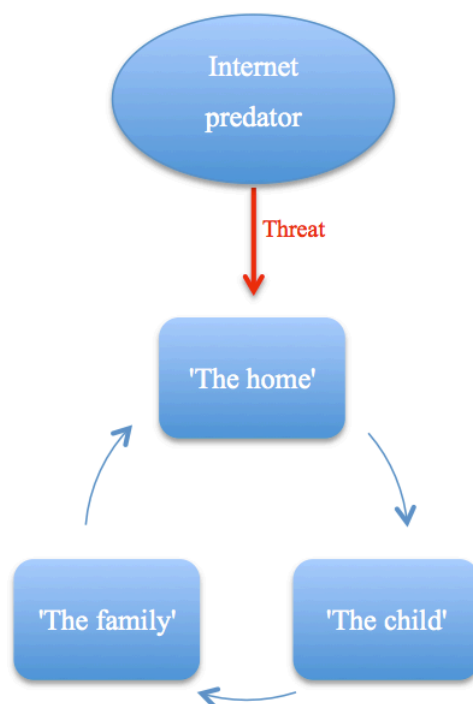 Internet
predator
Threat
'The home'
'The family'
'The child'